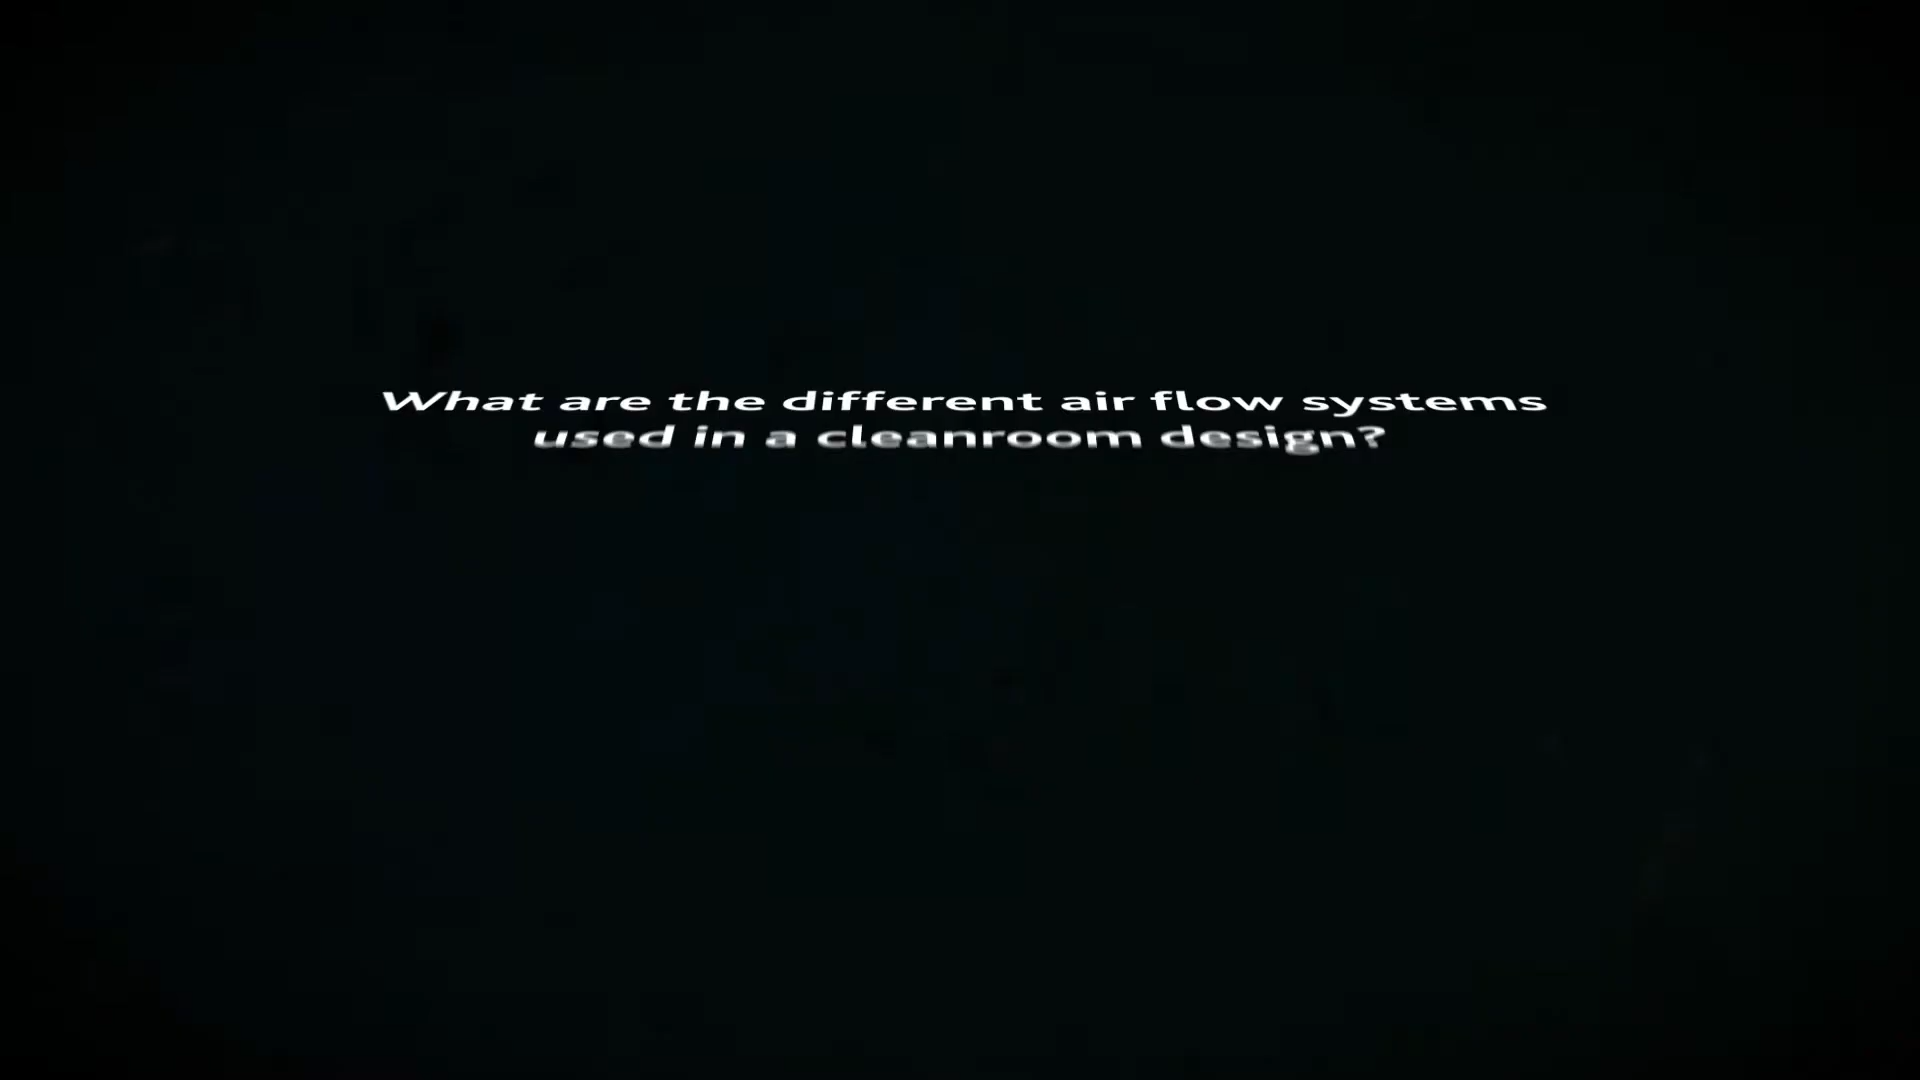 What are the different air flow systems
used in a cleanroom design?